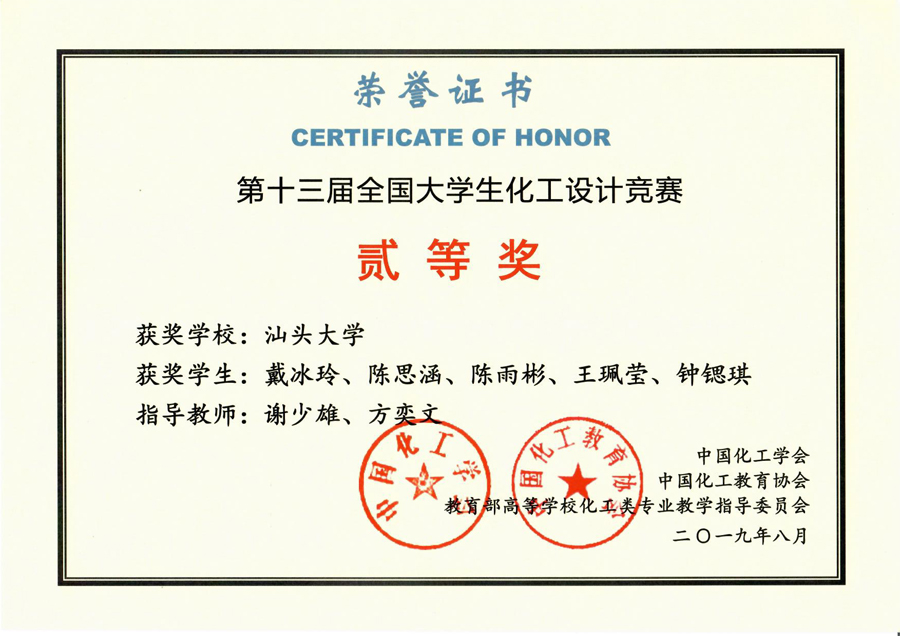 荣誉证书
CERTIFICATE OF HONOR
第十三届全国大学生化工设计竞赛
贰等奖
获奖学校：汕头大学
获奖学生：戴冰玲、陈思涵、陈雨彬、王珮莹、钟锶琪
指导教师：谢少雄、方奕文
中国化工学会
中国化工教育协会
中国化工学会
中国化工教育协会
教育部高等学校化工类专业教学指导委员会
二〇一九年八月